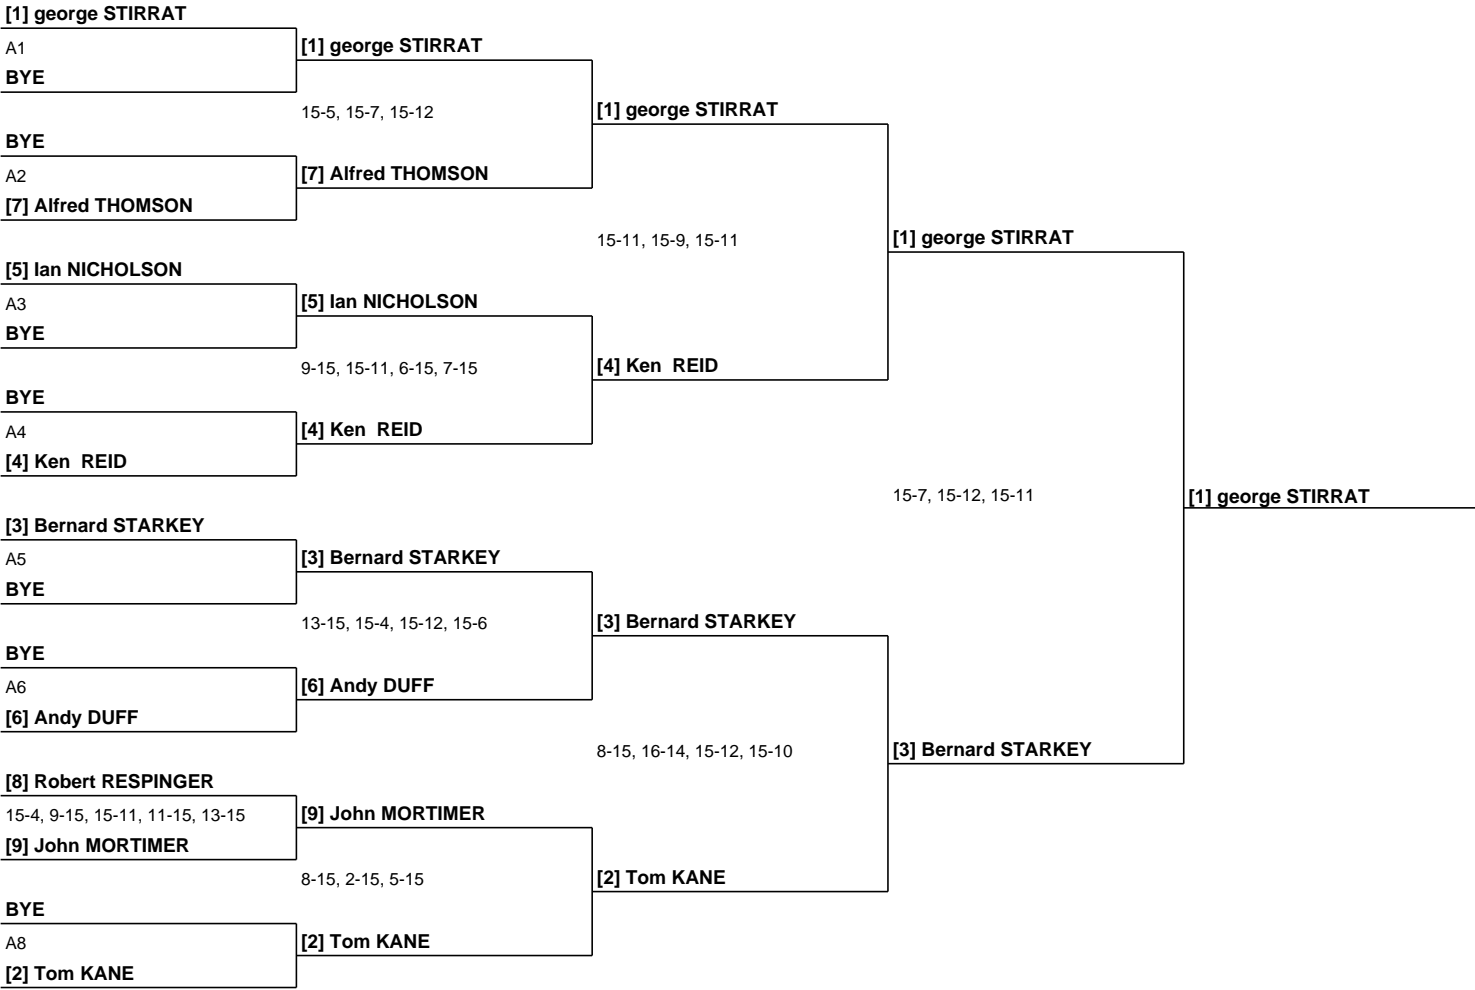 [1] george STIRRAT
A1
BYE
BYE
A2
[7] Alfred THOMSON
[5] Ian NICHOLSON
A3
BYE
BYE
A4
[4] Ken  REID
[3] Bernard STARKEY
A5
BYE
BYE
A6
[6] Andy DUFF
[8] Robert RESPINGER
15-4, 9-15, 15-11, 11-15, 13-15
[9] John MORTIMER
BYE
A8
[2] Tom KANE
[1] george STIRRAT
15-5, 15-7, 15-12
[7] Alfred THOMSON
[5] Ian NICHOLSON
9-15, 15-11, 6-15, 7-15
[4] Ken  REID
[3] Bernard STARKEY
13-15, 15-4, 15-12, 15-6
[6] Andy DUFF
[9] John MORTIMER
8-15, 2-15, 5-15
[2] Tom KANE
[1] george STIRRAT
15-11, 15-9, 15-11
[4] Ken  REID
[3] Bernard STARKEY
8-15, 16-14, 15-12, 15-10
[2] Tom KANE
[1] george STIRRAT
15-7, 15-12, 15-11
[3] Bernard STARKEY
[1] george STIRRAT